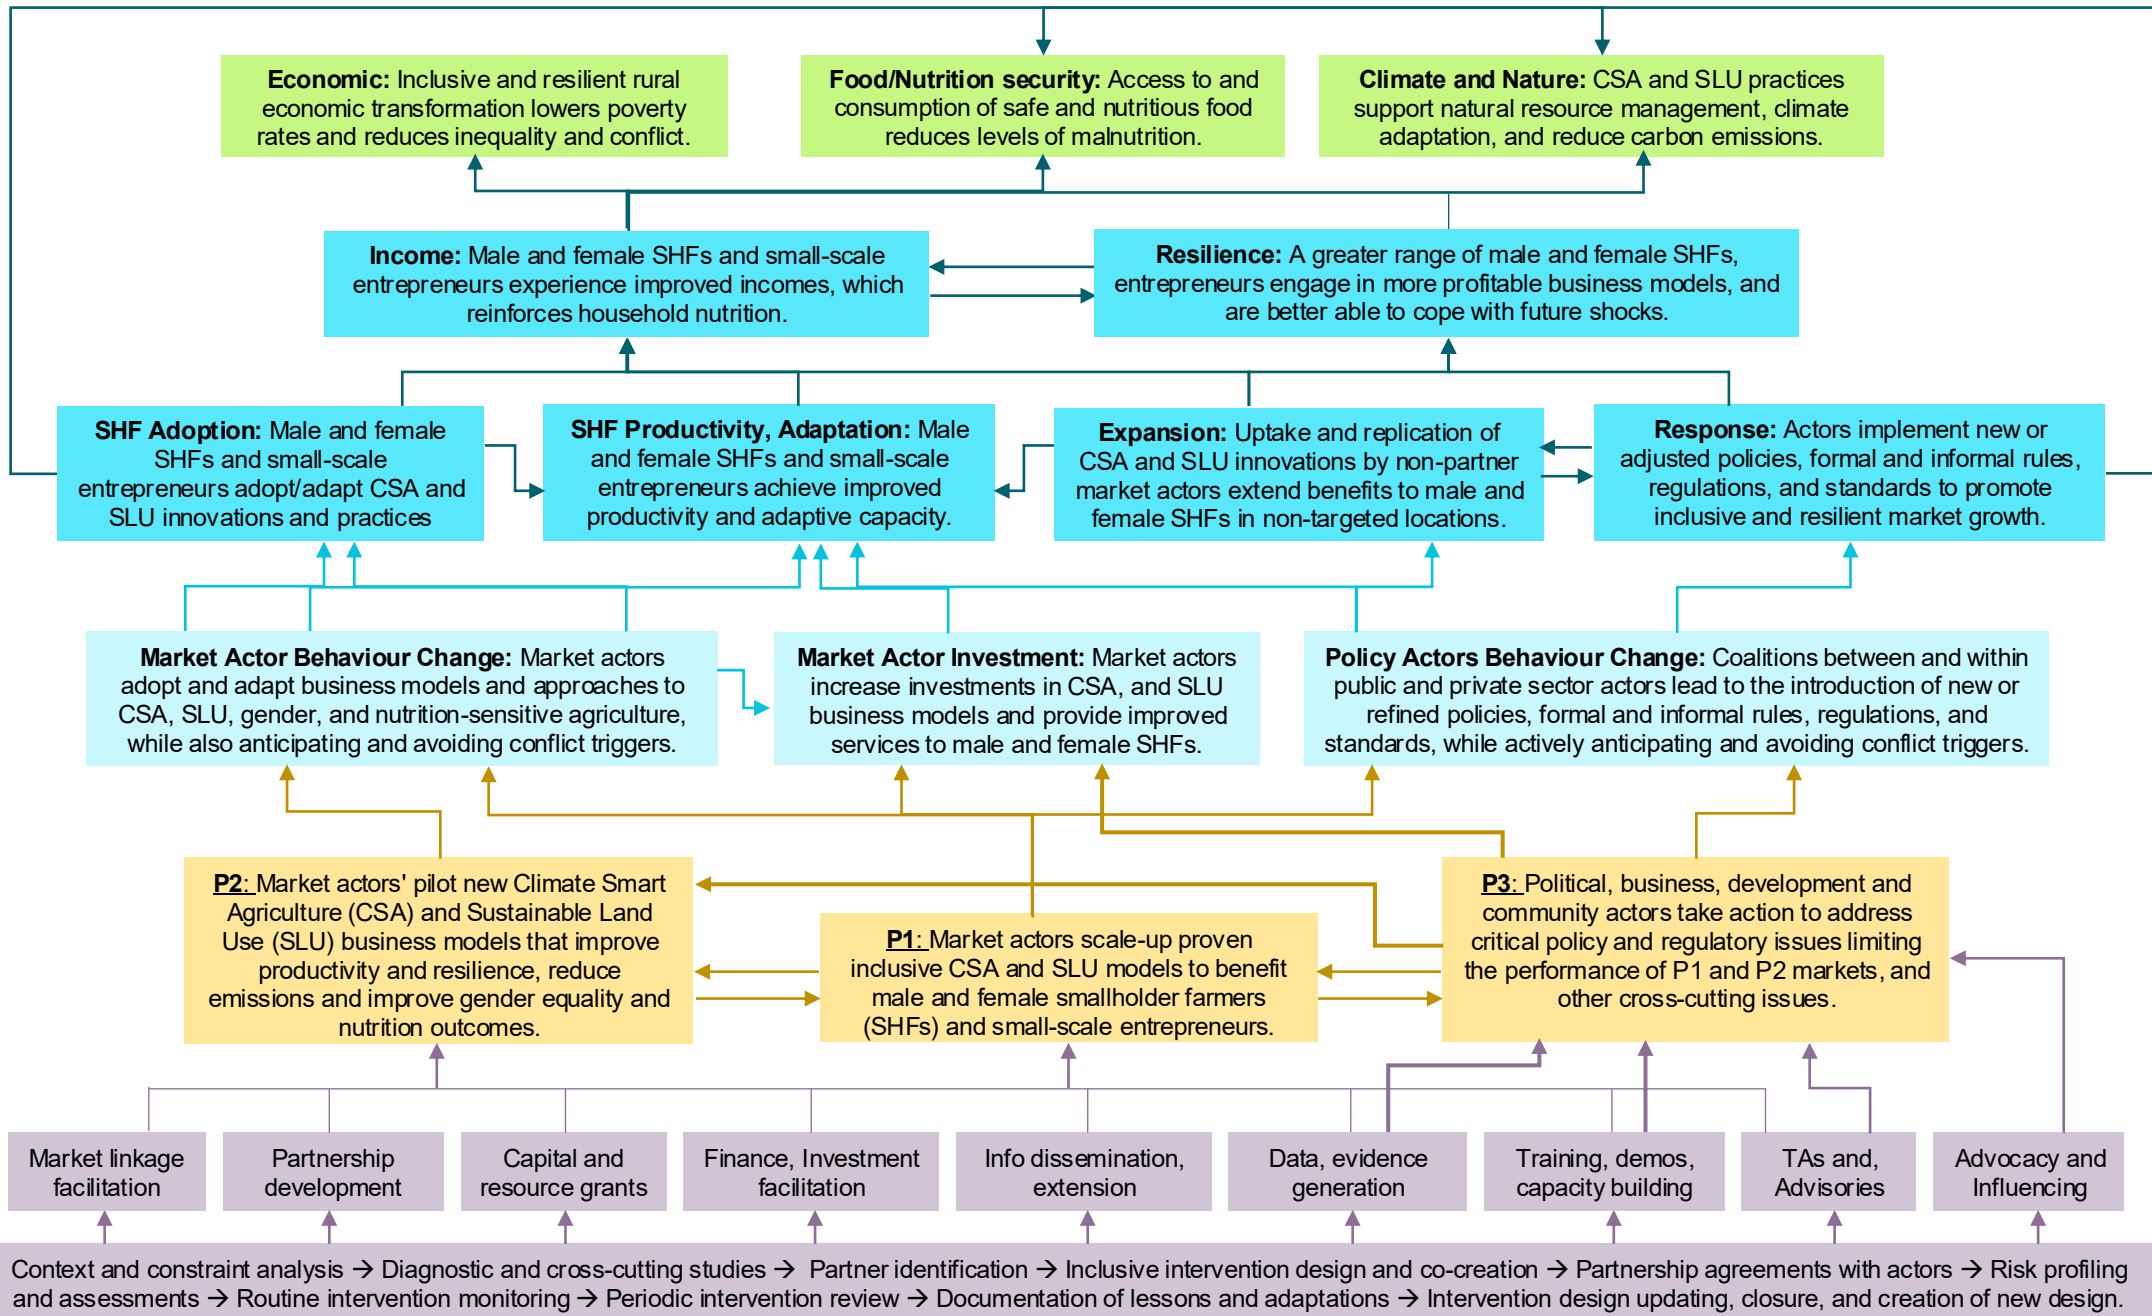 Economic: Inclusive and resilient rural
economic transformation lowers poverty
rates and reduces inequality and conflict.
Food/Nutrition security: Access to and
consumption of safe and nutritious food
reduces levels of malnutrition.
Climate and Nature: CSA and SLU practices
support natural resource management, climate
adaptation, and reduce carbon emissions.
Income: Male and female SHFs and small-scale
entrepreneurs experience improved incomes, which
reinforces household nutrition.
Resilience: A greater range of male and female SHFs,
entrepreneurs engage in more profitable business models, and
are better able to cope with future shocks.
SHF Adoption: Male and female
SHFs and small-scale
entrepreneurs adopt/adapt CSA and
SLU innovations and practices
SHF Productivity, Adaptation: Male
and female SHFs and small-scale
entrepreneurs achieve improved
productivity and adaptive capacity.
Expansion: Uptake and replication of
CSA and SLU innovations by non-partner
market actors extend benefits to male and
female SHFs in non-targeted locations.
Response: Actors implement new or
adjusted policies, formal and informal rules,
regulations, and standards to promote
inclusive and resilient market growth.
Market Actor Behaviour Change: Market actors
adopt and adapt business models and approaches to
CSA, SLU, gender, and nutrition-sensitive agriculture,
while also anticipating and avoiding conflict triggers.
Market Actor Investment: Market actors
increase investments in CSA, and SLU
business models and provide improved
services to male and female SHFs.
Policy Actors Behaviour Change: Coalitions between and within
public and private sector actors lead to the introduction of new or
refined policies, formal and informal rules, regulations, and
standards, while actively anticipating and avoiding conflict triggers.
P2: Market actors' pilot new Climate Smart
Agriculture (CSA) and Sustainable Land
Use (SLU) business models that improve
productivity and resilience, reduce
emissions and improve gender equality and
nutrition outcomes.
P1: Market actors scale-up proven
inclusive CSA and SLU models to benefit
male and female smallholder farmers
(SHFs) and small-scale entrepreneurs.
P3: Political, business, development and
community actors take action to address
critical policy and regulatory issues limiting
the performance of P1 and P2 markets, and
other cross-cutting issues.
Market linkage
facilitation
Partnership
development
Capital and
resource grants
Finance, Investment
facilitation
Info dissemination,
extension
Data, evidence
generation
Training, demos,
capacity building
TAs and,
Advisories
Advocacy and
Influencing
Context and constraint analysis → Diagnostic and cross-cutting studies → Partner identification → Inclusive intervention design and co-creation → Partnership agreements with actors → Risk profiling
and assessments → Routine intervention monitoring → Periodic intervention review → Documentation of lessons and adaptations → Intervention design updating, closure, and creation of new design.